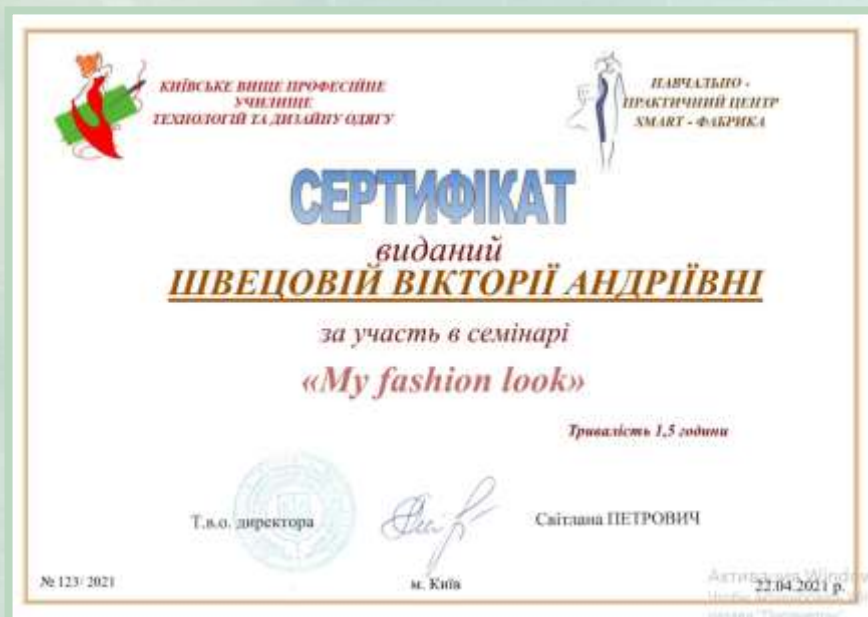 КИЇВСЬКЕ ВИЩЕ ПРОФЕСІЙНЕ
УЧИЛИЩЕ
ТЕХНОЛОГІЙ ТА ДИЗАЙНУ ОДЯГУ
НАВЧАЛЬНО -
ПРАКТИЧНИЙ ЦЕНТР
SMART - ФАБРИКА
СЕРТИФІКАТ
виданий
ШВЕЦОВІЙ ВІКТОРІЇ АНДРІЇВНІ
за участь в семінарі
«My fashion look»
Тривалість 1,5 години
Т.в.о. директора
Світлана ПЕТРОВИЧ
№ 123/ 2021
м. Київ
22.04.2021 р.
Активация Windows